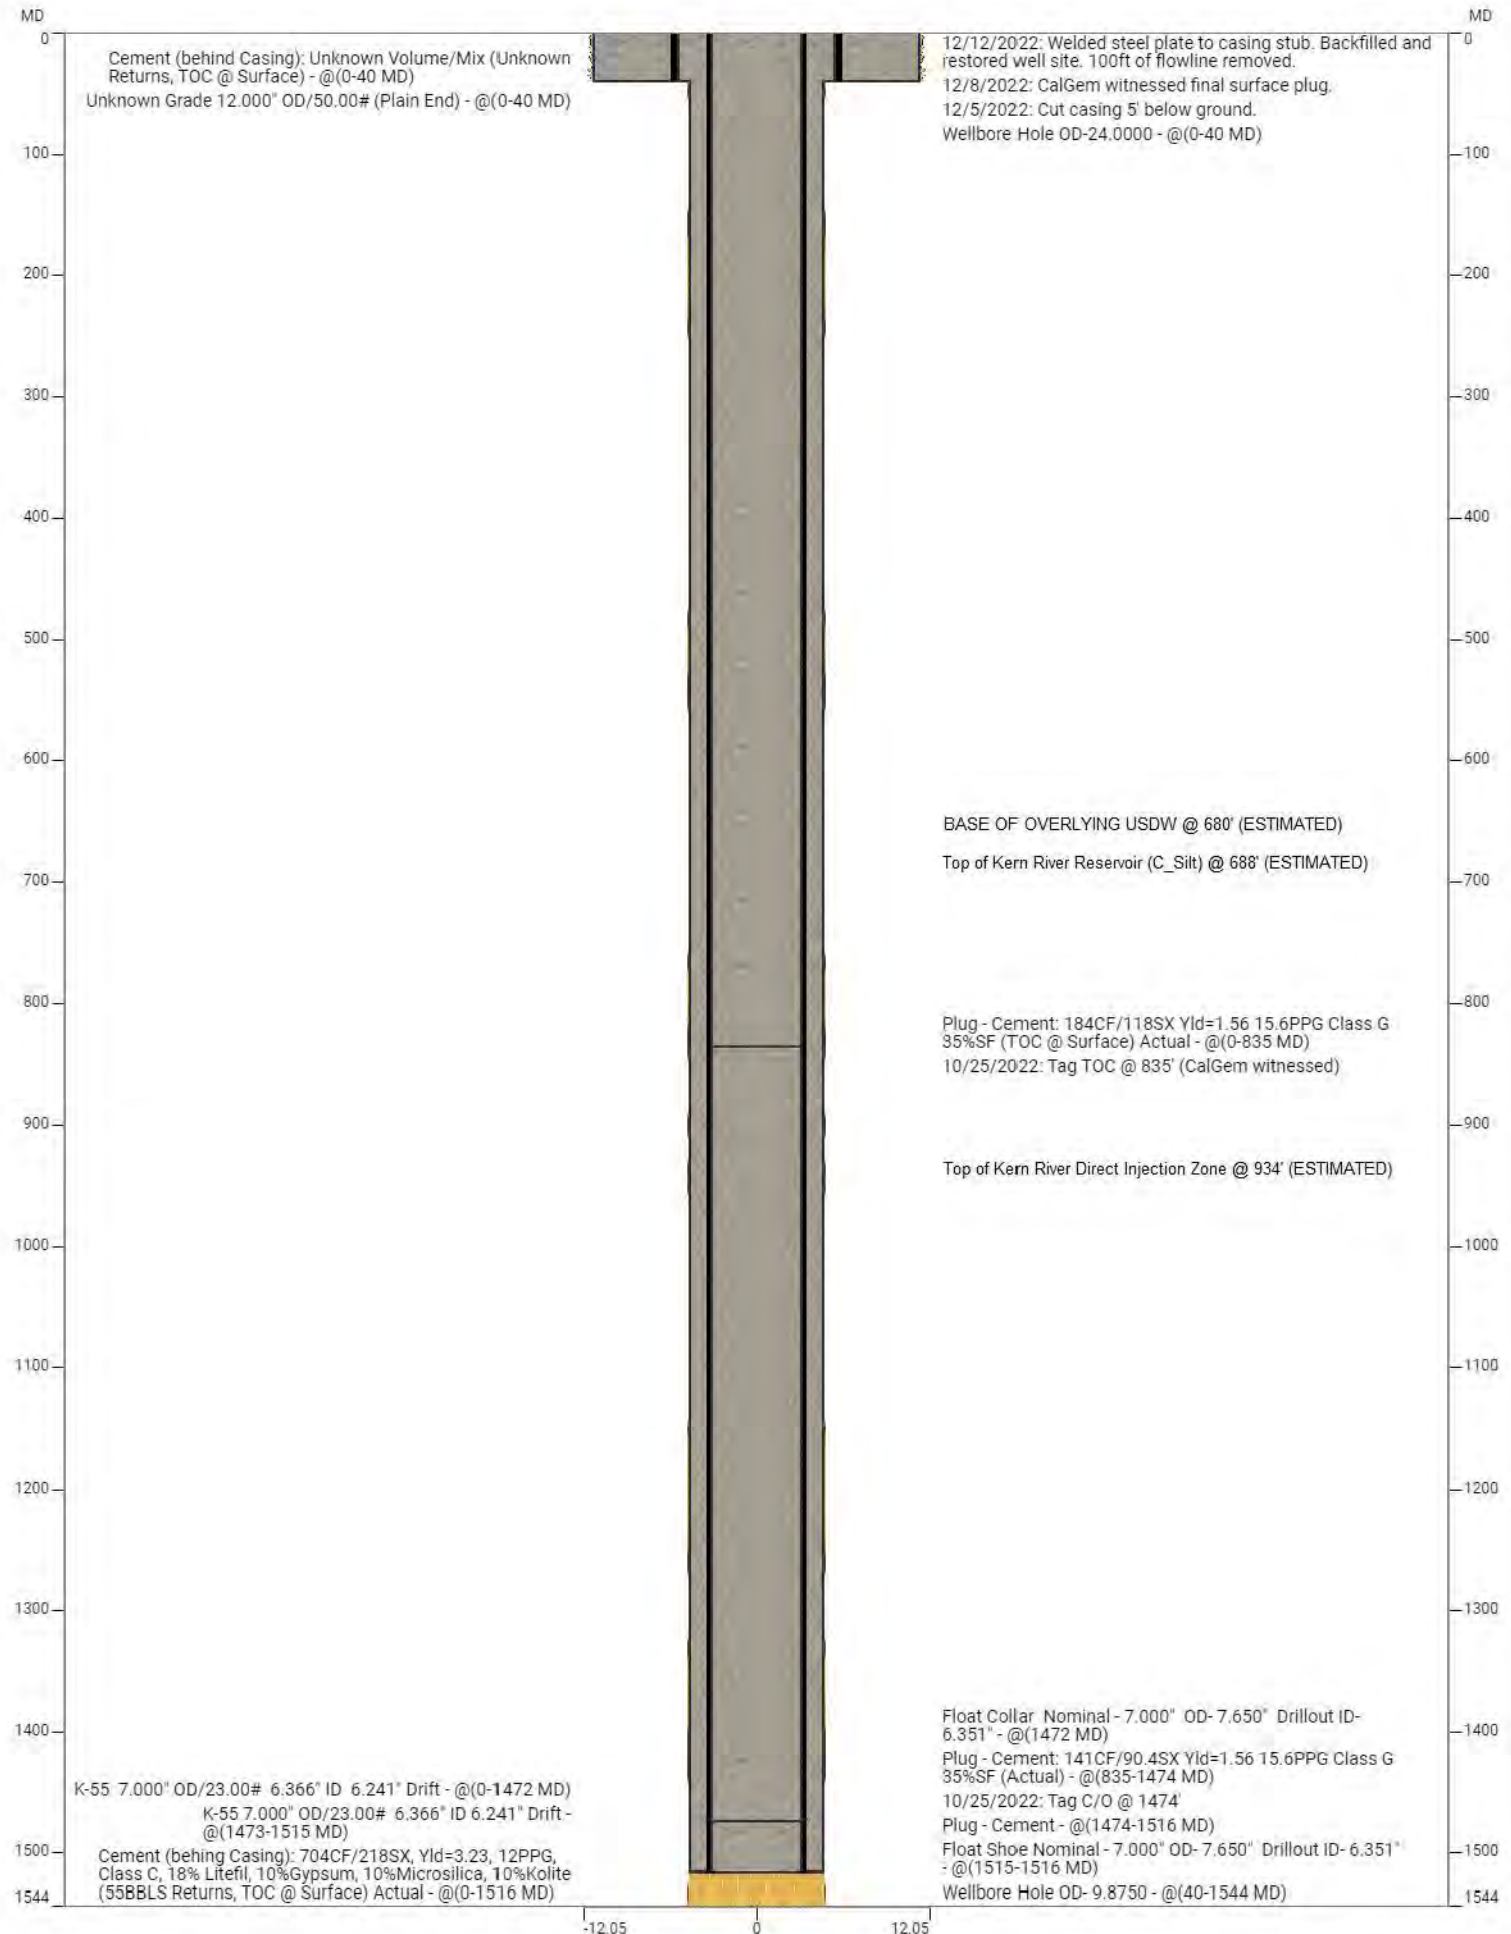 MD
0
100
200
300
400
500
600
700
800
900
1000
1100
1200
1300
1400
1500
1544
Cement (behind Casing): Unknown Volume/Mix (Unknown
Returns, TOC @ Surface) - @(0-40 MD)
Unknown Grade 12.000" OD/50.00# (Plain End) - @(0-40 MD)
K-55 7.000" OD/23.00# 6.366" ID 6.241" Drift - @(0-1472 MD)
K-55 7.000" OD/23.00# 6.366" ID 6.241" Drift -
@(1473-1515 MD)
Cement (behing Casing): 704CF/218SX, Yld=3.23, 12PPG,
Class C, 18% Litefil, 10%Gypsum, 10%Microsilica, 10%Kolite
(55BBLS Returns, TOC @ Surface) Actual - @(0-1516 MD)
12/12/2022: Welded steel plate to casing stub. Backfilled and
restored well site. 100ft of flowline removed.
12/8/2022: CalGem witnessed final surface plug.
12/5/2022: Cut casing 5' below ground.
Wellbore Hole OD-24.0000 - @(0-40 MD)
BASE OF OVERLYING USDW @ 680' (ESTIMATED)
Top of Kern River Reservoir (C_Silt) @ 688' (ESTIMATED)
Plug - Cement: 184CF/118SX Yld=1.56 15.6PPG Class G
35%SF (TOC @ Surface) Actual - @(0-835 MD)
10/25/2022: Tag TOC @ 835' (CalGem witnessed)
Top of Kern River Direct Injection Zone @ 934' (ESTIMATED)
Float Collar Nominal - 7.000" OD- 7.650" Drillout ID-
6.351" - @(1472 MD)
Plug - Cement: 141CF/90.4SX Yld=1.56 15.6PPG Class G
35%SF (Actual) - @(835-1474 MD)
10/25/2022: Tag C/O @ 1474'
Plug - Cement - @(1474-1516 MD)
Float Shoe Nominal - 7.000" OD- 7.650" Drillout ID- 6.351"
- @(1515-1516 MD)
Wellbore Hole OD- 9.8750 - @(40-1544 MD)
MD
0
100
200
300
400
500
600
700
800
900
1000
1100
1200
1300
1400
1500
1544
-12.05
0
12.05